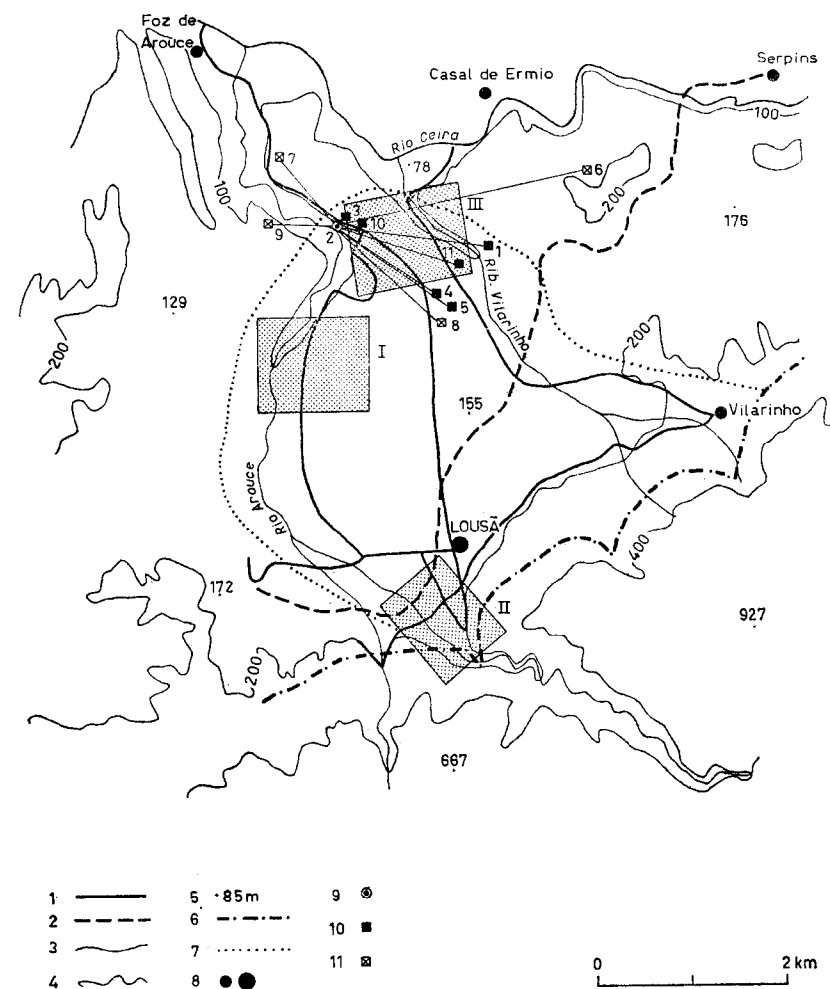 Foz de
Arouce
Casal de Ermio
Serpins
100
Rio Ceira
78
7
6
100
200
3
III
10
2
9
1
176
11
4
Rib. Vilarinho
5
8
129
200
200
I
155
Vilarinho
Rio Arouce
LOUSÃ
400
172
II
927
200
667
1
5 ·85m
9
2
6
10
3
7
11
4
8
0 2 km